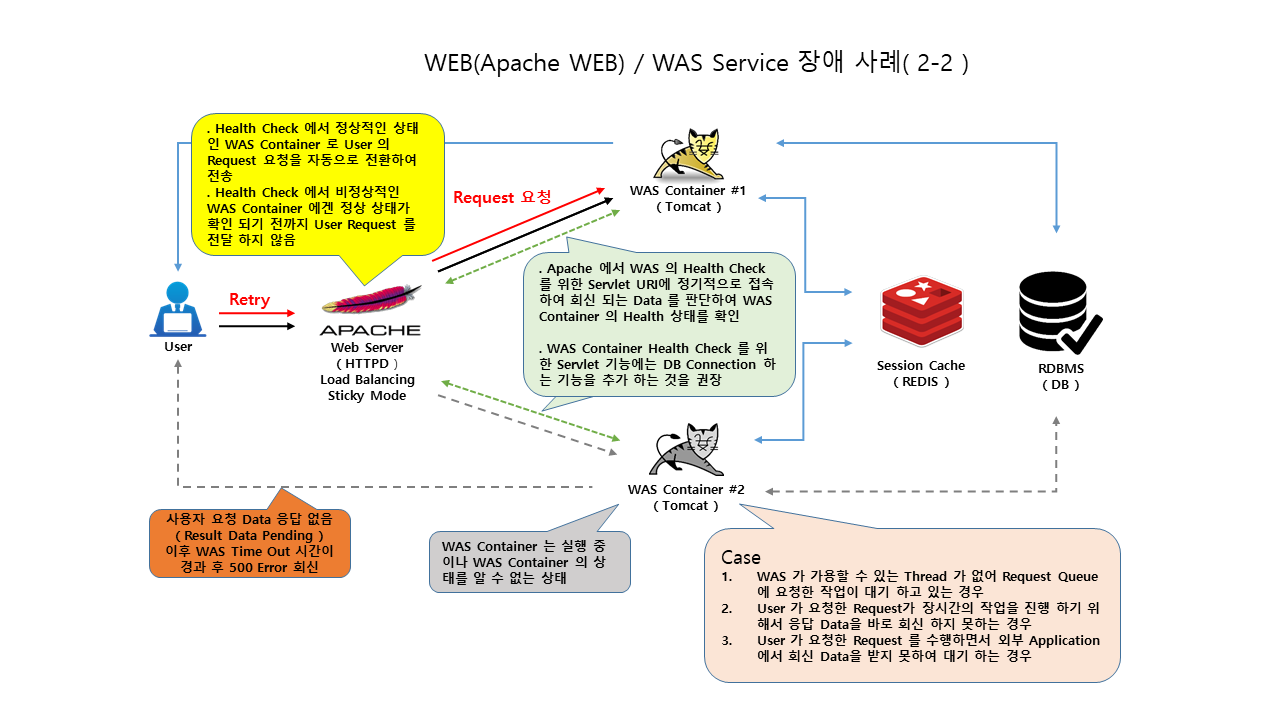 WEB(Apache WEB) / WAS Service 장애 사례( 2-2 )
. Health Check 에서 정상적인 상태
인 WAS Container 로 User 의
Request 요청을 자동으로 전환하여
전송
. Health Check 에서 비정상적인
WAS Container 에겐 정상 상태가
확인 되기 전까지 User Request 를
전달 하지 않음
Request 요청
WAS Container #1
( Tomcat )
. Apache 에서 WAS 의 Health Check
를 위한 Servlet URI에 정기적으로 접속
하여 회신 되는 Data 를 판단하여 WAS
Container 의 Health 상태를 확인
. WAS Container Health Check 를 위
한 Servlet 기능에는 DB Connection 하
는 기능을 추가 하는 것을 권장
Retry
User
APACHE
Web Server
( HTTPD )
Load Balancing
Sticky Mode
Session Cache
( REDIS )
RDBMS
( DB )
WAS Container #2
( Tomcat )
사용자 요청 Data 응답 없음
( Result Data Pending )
이후 WAS Time Out 시간이
경과 후 500 Error 회신
WAS Container 는 실행 중
이나 WAS Container 의 상
태를 알 수 없는 상태
Case
1. WAS 가 가용할 수 있는 Thread 가 없어 Request Queue
에 요청한 작업이 대기 하고 있는 경우
2. User 가 요청한 Request가 장시간의 작업을 진행 하기 위
해서 응답 Data을 바로 회신 하지 못하는 경우
3. User 가 요청한 Request 를 수행하면서 외부 Application
에서 회신 Data을 받지 못하여 대기 하는 경우